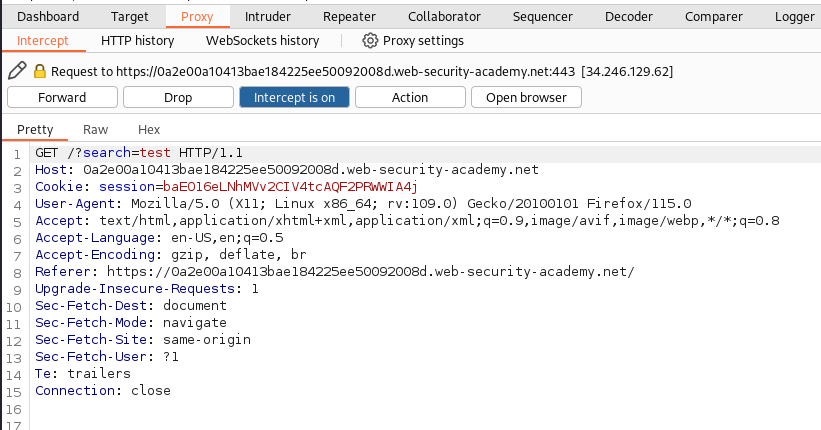 Dashboard Target Proxy Intruder Repeater Collaborator Sequencer Decoder Comparer Logger
Intercept HTTP history WebSockets history Proxy settings
Request to https://0a2e00a10413bae184225ee50092008d.web-security-academy.net:443 [34.246.129.62]
Forward Drop Intercept is on Action Open browser
Pretty Raw Hex
1 GET /?search=test HTTP/1.1
2 Host: 0a2e00a10413bae184225ee50092008d.web-security-academy.net
3 Cookie: session=baEO16eLNhMVv2CIV4tcAQF2PRWWIA4j
4 User-Agent: Mozilla/5.0 (X11; Linux x86_64; rv:109.0) Gecko/20100101 Firefox/115.0
5 Accept: text/html,application/xhtml+xml,application/xml;q=0.9,image/avif,image/webp,*/*;q=0.8
6 Accept-Language: en-US,en;q=0.5
7 Accept-Encoding: gzip, deflate, br
8 Referer: https://0a2e00a10413bae184225ee50092008d.web-security-academy.net/
9 Upgrade-Insecure-Requests: 1
10 Sec-Fetch-Dest: document
11 Sec-Fetch-Mode: navigate
12 Sec-Fetch-Site: same-origin
13 Sec-Fetch-User: ?1
14 Te: trailers
15 Connection: close
16
17